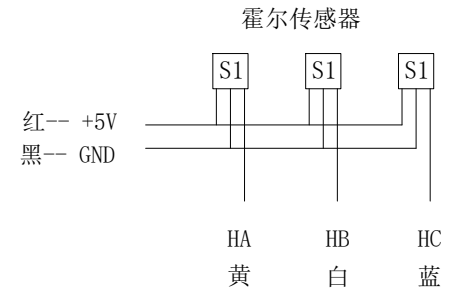 霍尔传感器
S1 S1 S1
红-- +5V
黑-- GND
HA HB HC
黄 白 蓝